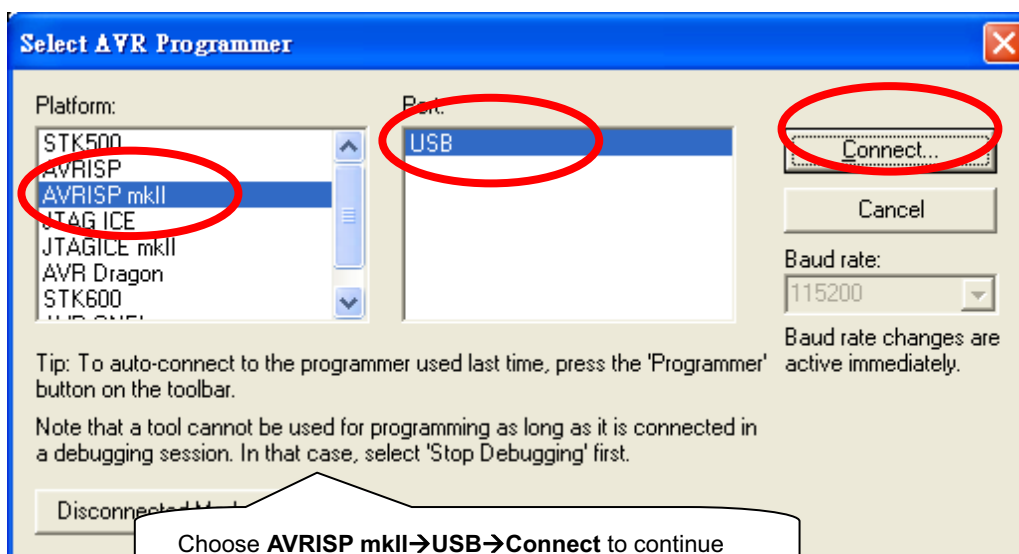 Select AVR Programmer
Platform:
Port:
STK500
AVRISP
AVRISP mkII
JTAG ICE
JTAGICE mkII
AVR Dragon
STK600
USB
Connect...
Cancel
Baud rate:
115200
Baud rate changes are
active immediately.
Tip: To auto-connect to the programmer used last time, press the 'Programmer'
button on the toolbar.
Note that a tool cannot be used for programming as long as it is connected in
a debugging session. In that case, select 'Stop Debugging' first.
Choose AVRISP mkII→USB→Connect to continue